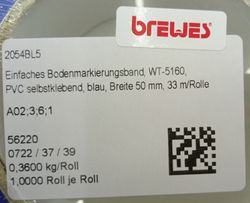 brewes
2054BL5
Einfaches Bodenmarkierungsband, WT-5160,
PVC selbstklebend, blau, Breite 50 mm, 33 m/Rolle
A02;3;6;1
56220
0722 / 37 / 39
0,3600 kg/Roll
1,0000 Roll je Roll